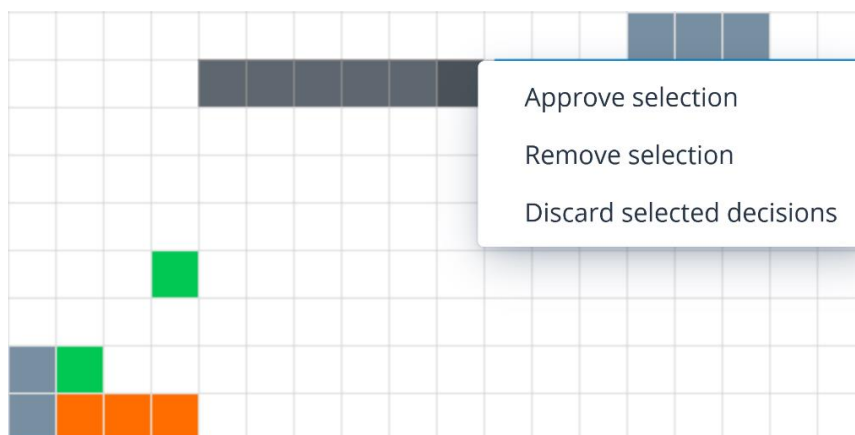 Approve selection
Remove selection
Discard selected decisions